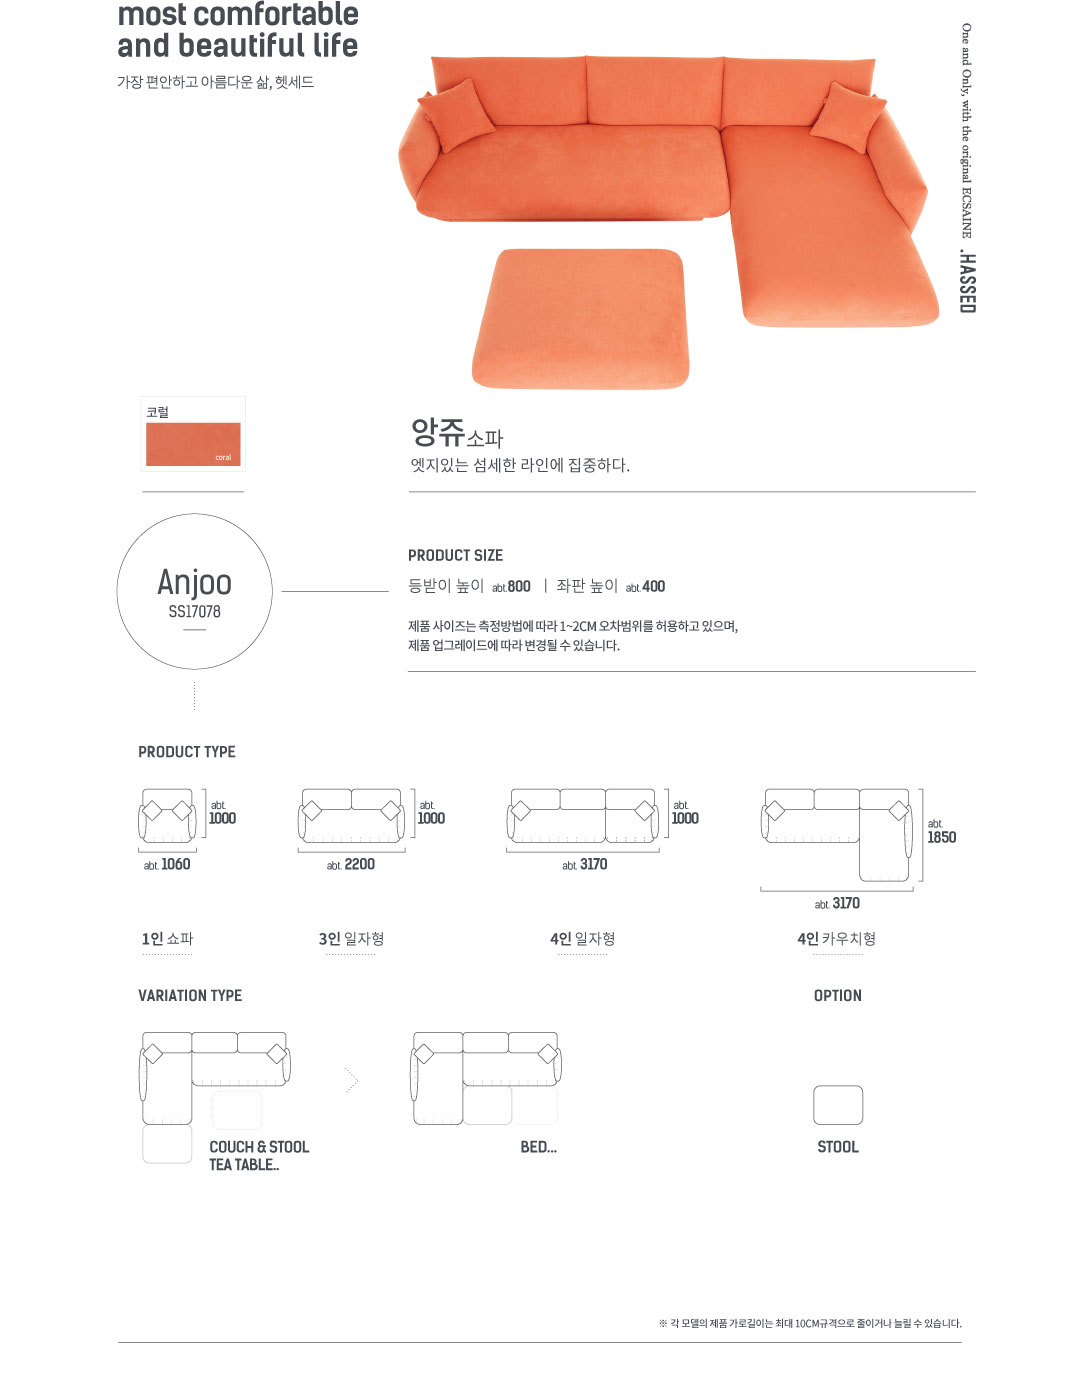 most comfortable
and beautiful life
가장 편안하고 아름다운 삶, 헷세드
One and Only, with the original ECSAINE .HASSED
코럴
coral
앙쥬소파
엣지있는 섬세한 라인에 집중하다.
Anjoo
SS17078
PRODUCT SIZE
등받이 높이 abt.800 | 좌판 높이 abt.400
제품 사이즈는 측정방법에 따라 1~2CM 오차범위를 허용하고 있으며,
제품 업그레이드에 따라 변경될 수 있습니다.
PRODUCT TYPE
abt.
1000
abt. 1060
1인 쇼파
abt.
1000
abt. 2200
3인 일자형
abt.
1000
abt. 3170
4인 일자형
abt.
1850
abt. 3170
4인 카우치형
VARIATION TYPE
COUCH & STOOL
TEA TABLE..
BED...
OPTION
STOOL
※ 각 모델의 제품 가로길이는 최대 10CM규격으로 줄이거나 늘릴 수 있습니다.